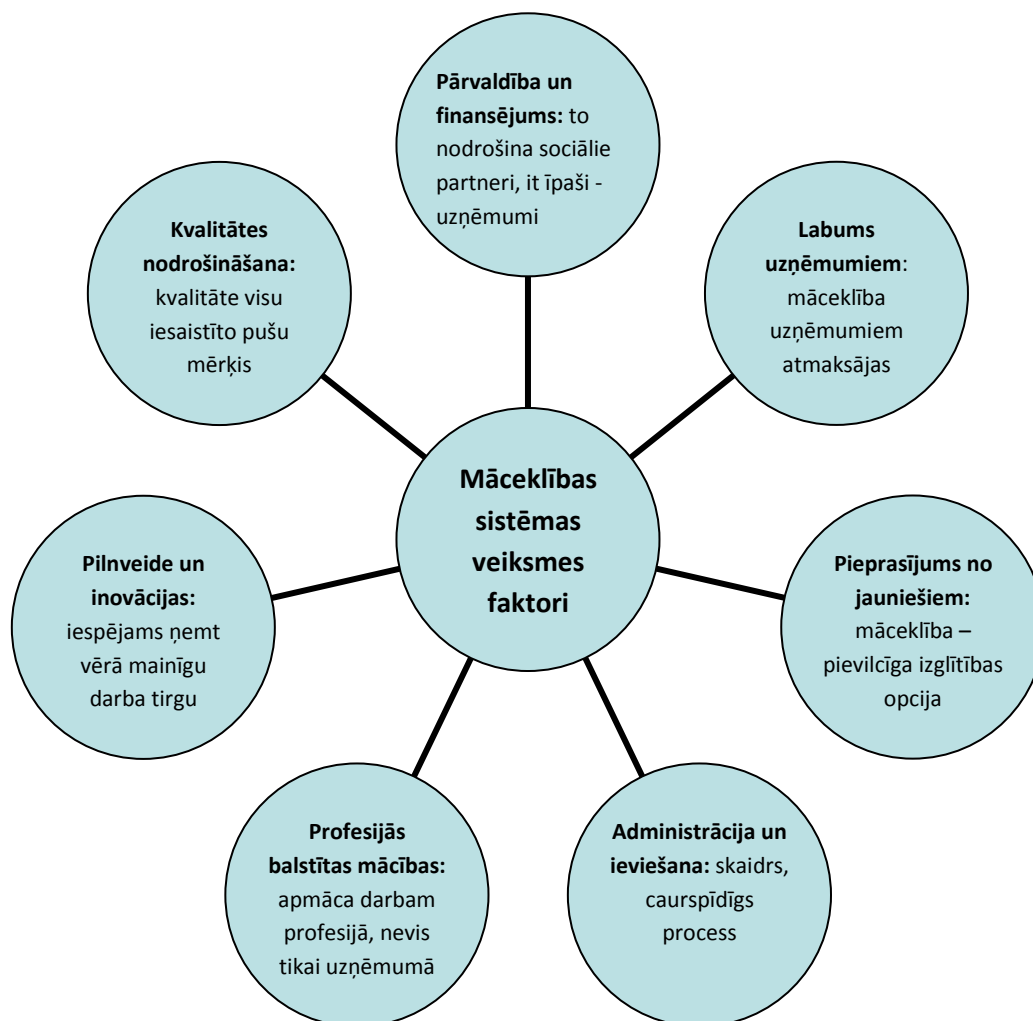 Pārvaldība un
finansējums: to
nodrošina sociālie
partneri, it īpaši -
uzņēmumi
Labums
uzņēmumiem:
māceklība
uzņēmumiem
atmaksājas
Pieprasījums no
jauniešiem:
māceklība –
pievilcīga izglītības
opcija
Administrācija un
ieviešana: skaidrs,
caurspīdīgs
process
Profesijās
balstītas mācības:
apmāca darbam
profesijā, nevis
tikai uzņēmumā
Pilnveide un
inovācijas:
iespējams ņemt
vērā mainīgu
darba tirgu
Kvalitātes
nodrošināšana:
kvalitāte visu
iesaistīto pušu
mērķis
Māceklības
sistēmas
veiksmes
faktori